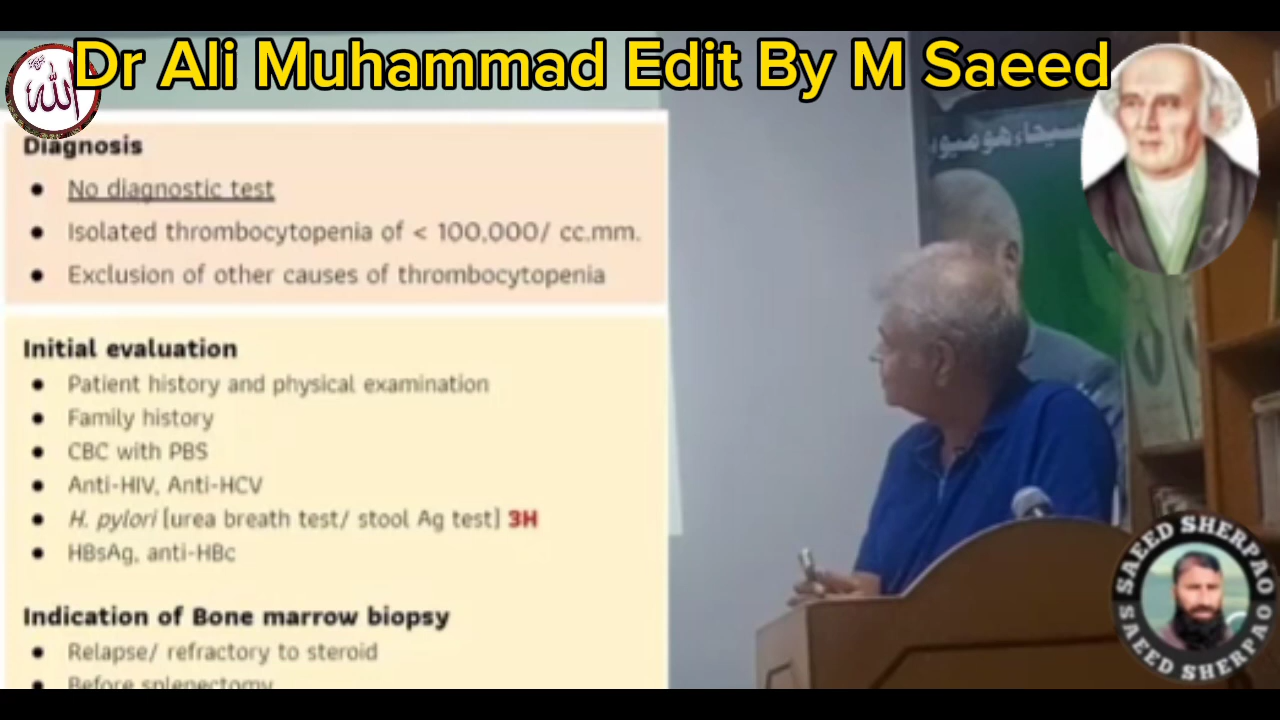 Dr Ali Muhammad Edit By M Saeed
الله
Diagnosis
● No diagnostic test
● Isolated thrombocytopenia of < 100,000/ cc.mm.
● Exclusion of other causes of thrombocytopenia
Initial evaluation
● Patient history and physical examination
● Family history
● CBC with PBS
● Anti-HIV, Anti-HCV
● H. pylori [urea breath test/ stool Ag test] 3H
● HBsAg, anti-HBc
Indication of Bone marrow biopsy
● Relapse/ refractory to steroid
● Before splenectomy
SAEED SHERPAO
SAEED SHERPAO